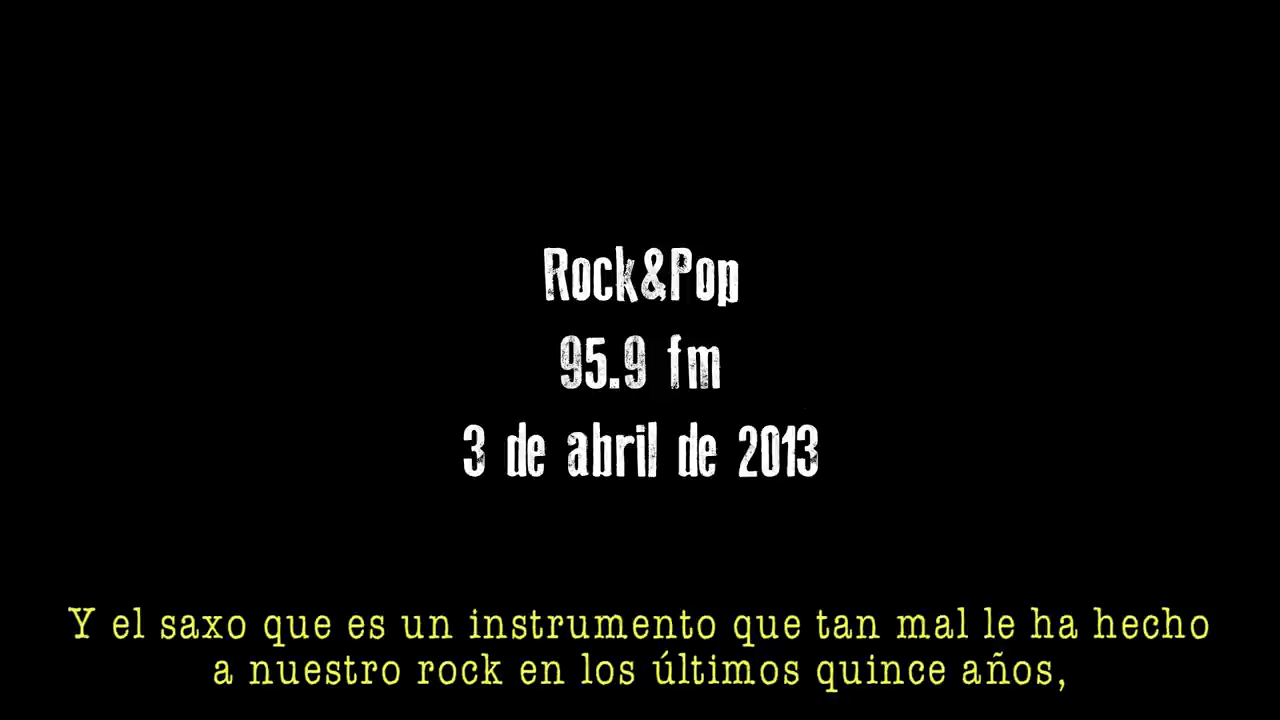 Rock&Pop
95.9 fm
3 de abril de 2013
Y el saxo que es un instrumento que tan mal le ha hecho
a nuestro rock en los últimos quince años,